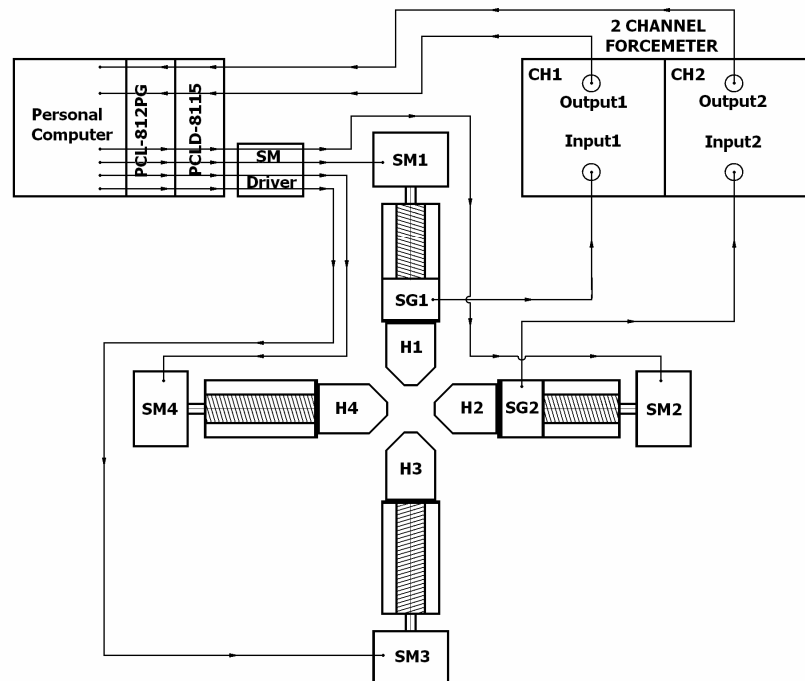 2 CHANNEL
FORCEMETER
Personal
Computer
PCL-812PG
PCLD-8115
SM
Driver
CH1
Output1
Input1
CH2
Output2
Input2
SM1
SG1
H1
SM4
H4
H2
SG2
SM2
H3
SM3